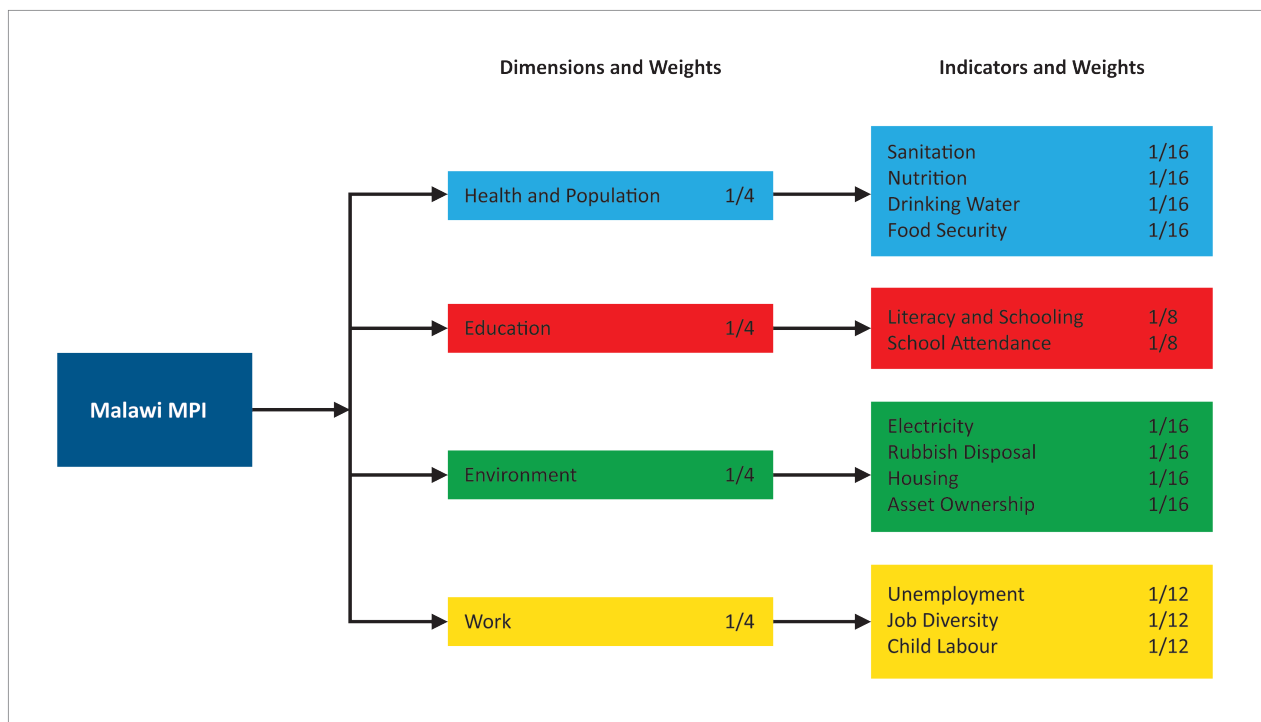 Dimensions and Weights
Indicators and Weights
Malawi MPI
Health and Population 1/4
Sanitation 1/16
Nutrition 1/16
Drinking Water 1/16
Food Security 1/16
Education 1/4
Literacy and Schooling 1/8
School Attendance 1/8
Environment 1/4
Electricity 1/16
Rubbish Disposal 1/16
Housing 1/16
Asset Ownership 1/16
Work 1/4
Unemployment 1/12
Job Diversity 1/12
Child Labour 1/12